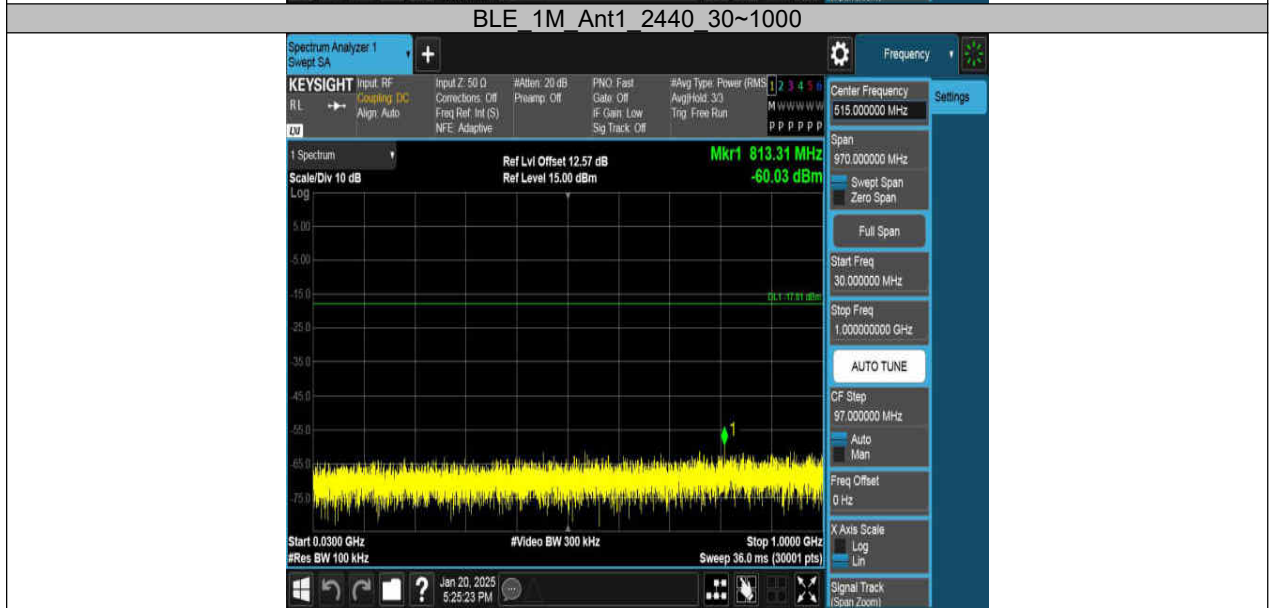 BLE_1M_Ant1_2440_30~1000
Spectrum Analyzer 1
Swept SA
+
Frequency
KEYSIGHT
RL
Input: RF
Coupling: DC
Align: Auto
Input Z: 50 Ω
Corrections: Off
Freq Ref: Int (S)
NFE: Adaptive
#Atten: 20 dB
Preamp: Off
PNO: Fast
Gate: Off
IF Gain: Low
Sig Track: Off
#Avg Type: Power (RMS
Avg|Hold: 3/3
Trig: Free Run
1 2 3 4 5 6
M W W W W W
P P P P P P
Center Frequency
515.000000 MHz
Settings
1 Spectrum
Scale/Div 10 dB
Log
Ref Lvl Offset 12.57 dB
Ref Level 15.00 dBm
Mkr1 813.31 MHz
-60.03 dBm
Span
970.000000 MHz
Swept Span
Zero Span
Full Span
Start Freq
30.000000 MHz
Stop Freq
1.000000000 GHz
AUTO TUNE
CF Step
97.000000 MHz
Auto
Man
Freq Offset
0 Hz
X Axis Scale
Log
Lin
Signal Track
(Span Zoom)
5.00
-5.00
-15.0
DL1 -17.81 dBm
-25.0
-35.0
-45.0
-55.0
1
-65.0
-75.0
Start 0.0300 GHz
#Res BW 100 kHz
#Video BW 300 kHz
Stop 1.0000 GHz
Sweep 36.0 ms (30001 pts)
?
Jan 20, 2025
5:25:23 PM